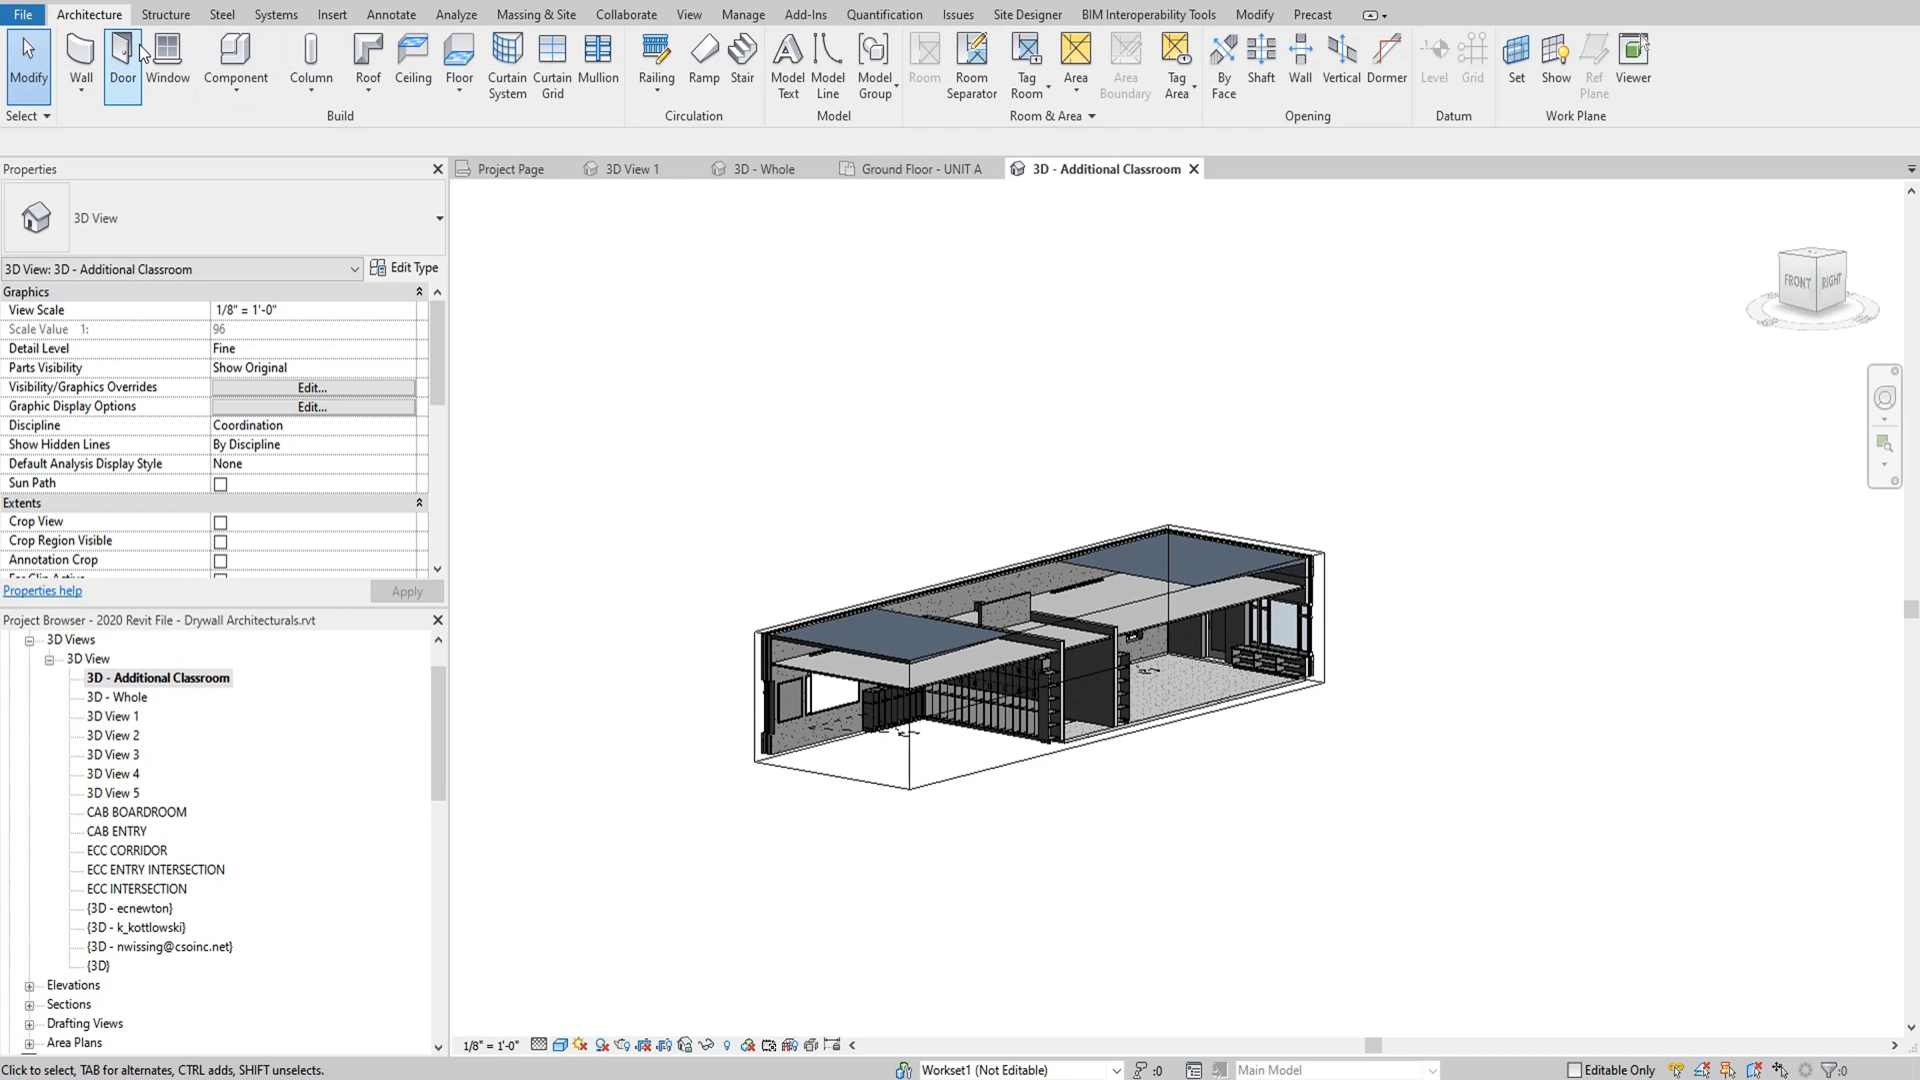 File Architecture Structure Steel Systems Insert Annotate Analyze Massing & Site Collaborate View Manage Add-Ins Quantification Issues Site Designer BIM Interoperability Tools Modify Precast
Modify Wall Door Window Component Column Roof Ceiling Floor Curtain System Curtain Grid Mullion Railing Ramp Stair Model Text Model Line Model Group Room Room Separator Tag Room Area Area Boundary Tag Area By Face Shaft Wall Vertical Dormer Level Grid Set Show Ref Plane Viewer
Select Build Circulation Model Room & Area Opening Datum Work Plane
Properties
Project Page 3D View 1 3D - Whole Ground Floor - UNIT A 3D - Additional Classroom
3D View
3D View: 3D - Additional Classroom Edit Type
Graphics
View Scale 1/8" = 1'-0"
Scale Value 1: 96
Detail Level Fine
Parts Visibility Show Original
Visibility/Graphics Overrides Edit...
Graphic Display Options Edit...
Discipline Coordination
Show Hidden Lines By Discipline
Default Analysis Display Style None
Sun Path
Extents
Crop View
Crop Region Visible
Annotation Crop
Properties help Apply
FRONT RIGHT
Project Browser - 2020 Revit File - Drywall Architecturals.rvt
3D Views
3D View
3D - Additional Classroom
3D - Whole
3D View 1
3D View 2
3D View 3
3D View 4
3D View 5
CAB BOARDROOM
CAB ENTRY
ECC CORRIDOR
ECC ENTRY INTERSECTION
ECC INTERSECTION
{3D - ecnewton}
{3D - k_kottlowski}
{3D - nwissing@csoinc.net}
{3D}
Elevations
Sections
Drafting Views
Area Plans
1/8" = 1'-0"
Click to select, TAB for alternates, CTRL adds, SHIFT unselects. Workset1 (Not Editable) :0 Main Model Editable Only :0